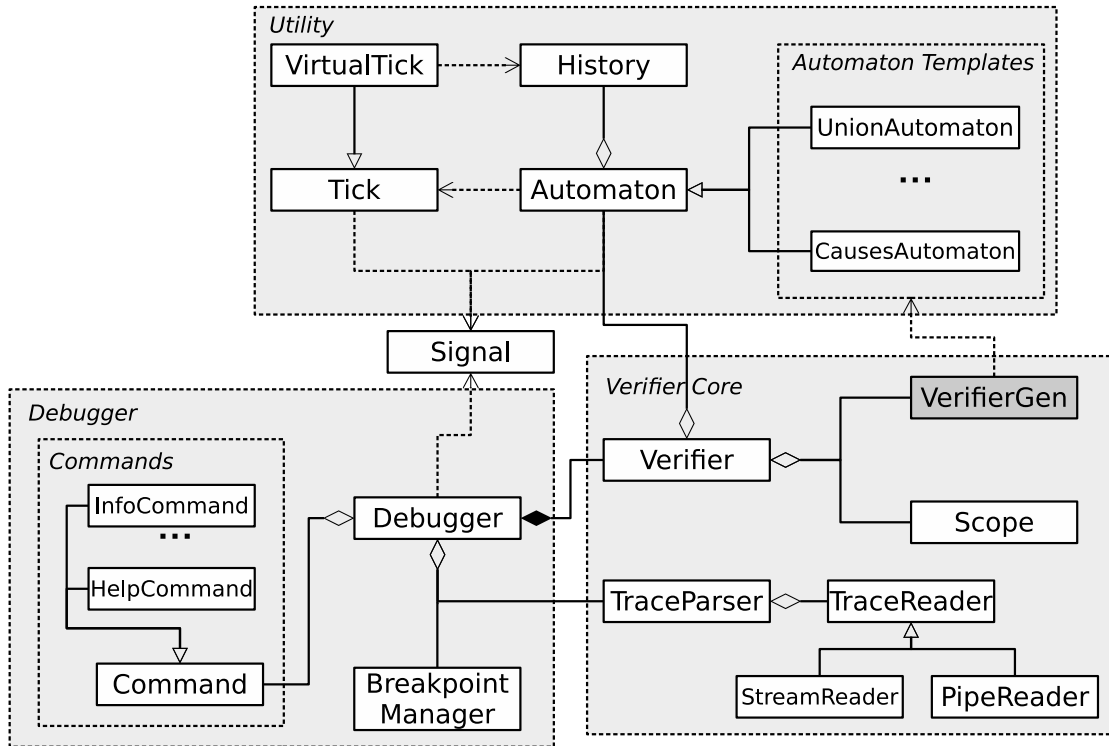 Utility
VirtualTick
History
Automaton Templates
UnionAutomaton
...
Tick
Automaton
CausesAutomaton
Signal
Verifier Core
VerifierGen
Debugger
Commands
Verifier
InfoCommand
...
Debugger
Scope
HelpCommand
TraceParser
TraceReader
Command
Breakpoint
Manager
StreamReader
PipeReader